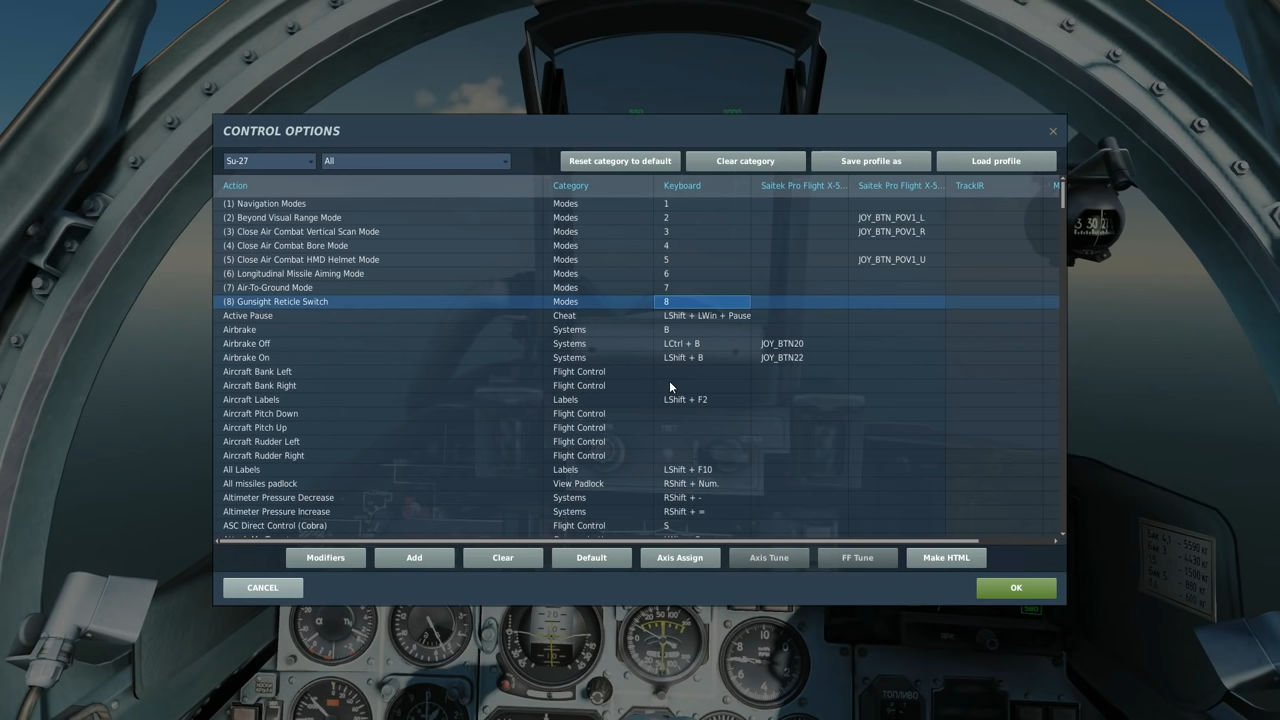 CONTROL OPTIONS
Su-27 All Reset category to default Clear category Save profile as Load profile
Action Category Keyboard Saitek Pro Flight X-5... Saitek Pro Flight X-5... TrackIR M
(1) Navigation Modes Modes 1
(2) Beyond Visual Range Mode Modes 2 JOY_BTN_POV1_L
(3) Close Air Combat Vertical Scan Mode Modes 3 JOY_BTN_POV1_R
(4) Close Air Combat Bore Mode Modes 4
(5) Close Air Combat HMD Helmet Mode Modes 5 JOY_BTN_POV1_U
(6) Longitudinal Missile Aiming Mode Modes 6
(7) Air-To-Ground Mode Modes 7
(8) Gunsight Reticle Switch Modes 8
Active Pause Cheat LShift + LWin + Pause
Airbrake Systems B
Airbrake Off Systems LCtrl + B JOY_BTN20
Airbrake On Systems LShift + B JOY_BTN22
Aircraft Bank Left Flight Control
Aircraft Bank Right Flight Control
Aircraft Labels Labels LShift + F2
Aircraft Pitch Down Flight Control
Aircraft Pitch Up Flight Control
Aircraft Rudder Left Flight Control
Aircraft Rudder Right Flight Control
All Labels Labels LShift + F10
All missiles padlock View Padlock RShift + Num.
Altimeter Pressure Decrease Systems RShift + -
Altimeter Pressure Increase Systems RShift + =
ASC Direct Control (Cobra) Flight Control S
Modifiers Add Clear Default Axis Assign Axis Tune FF Tune Make HTML
CANCEL OK
ТОПЛИВО